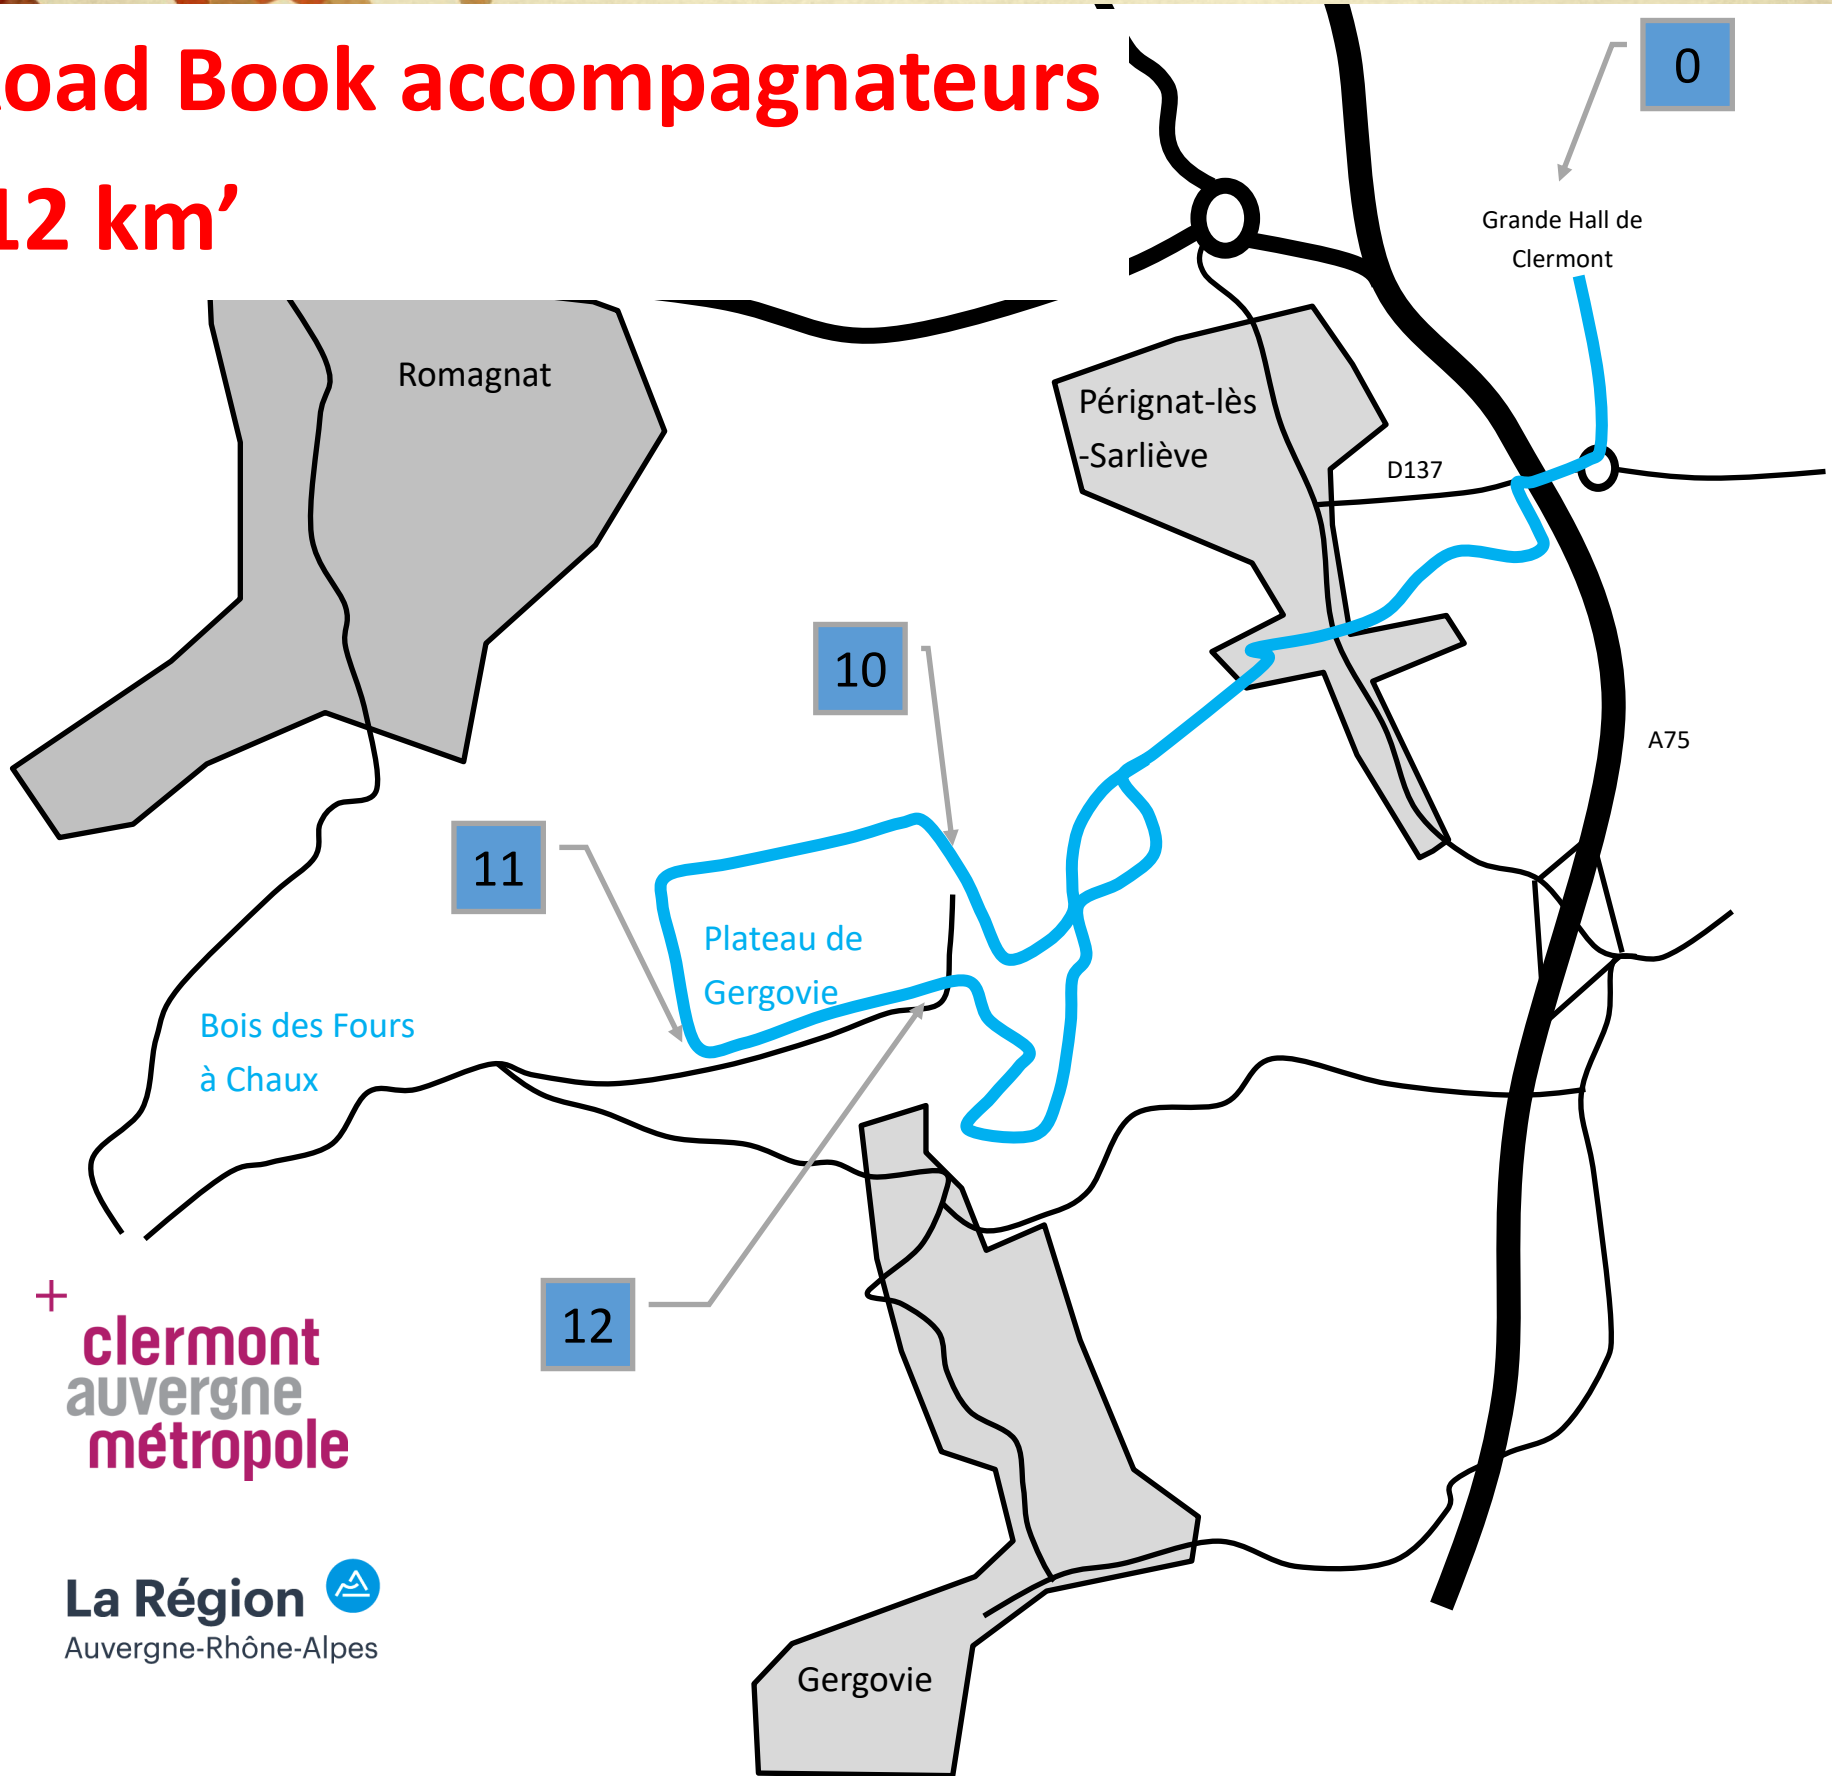 oad Book accompagnateurs
12 km’
0
Grande Hall de
Clermont
Romagnat
Pérignat-lès
-Sarliève
D137
10
A75
11
Plateau de
Gergovie
Bois des Fours
à Chaux
12
clermont
auvergne
métropole
La Région
Auvergne-Rhône-Alpes
Gergovie